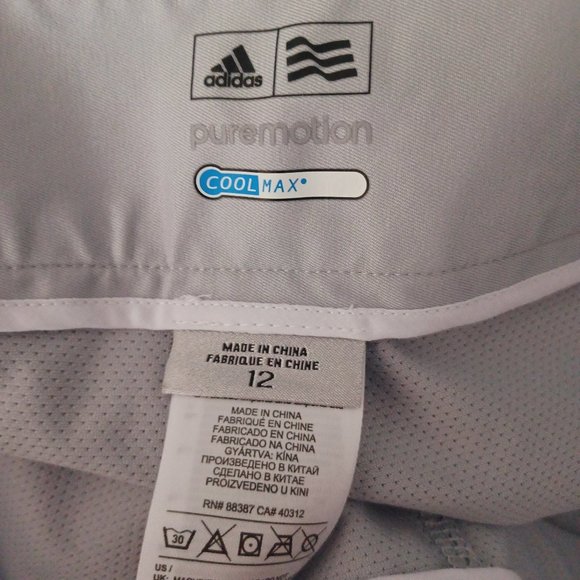 adidas
puremotion
COOLMAX®
MADE IN CHINA
FABRIQUE EN CHINE
12
MADE IN CHINA
FABRIQUÉ EN CHINE
FABRICADO EN CHINA
FABRICADO NA CHINA
GYÁRTVA: KÍNA
ПРОИЗВЕДЕНО В КИТАЙ
СДЕЛАНО В КИТАЕ
PROIZVEDENO U KINI
RN# 88387 CA# 40312
30
US /
UK: